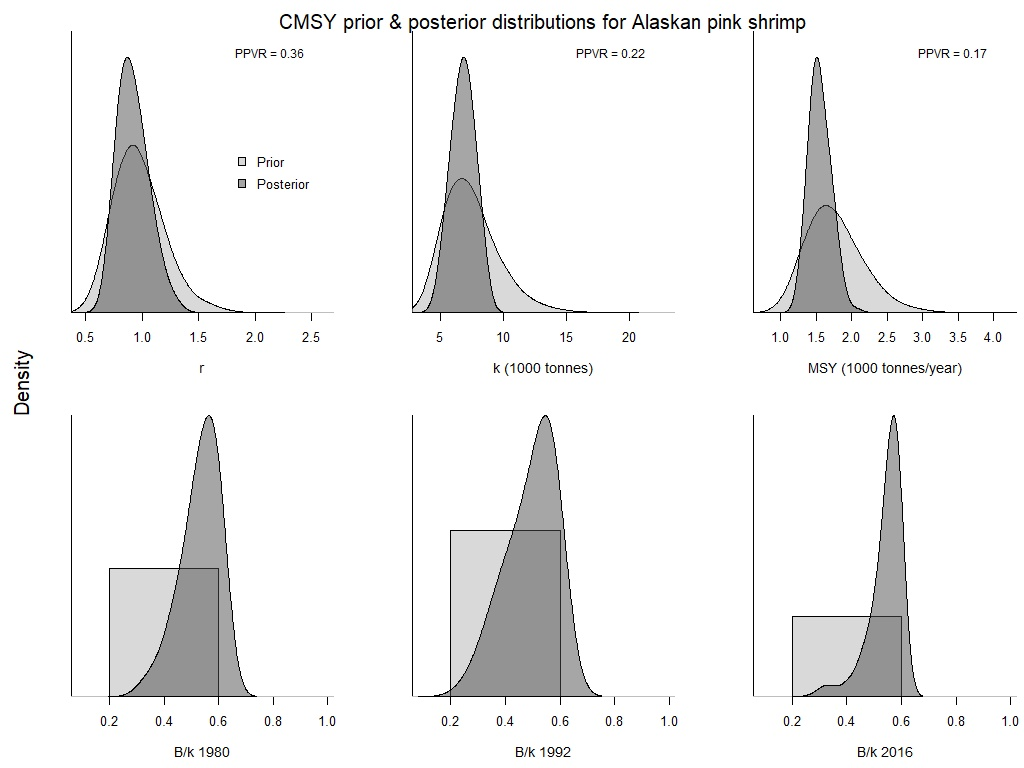 CMSY prior & posterior distributions for Alaskan pink shrimp
PPVR = 0.36
Prior
Posterior
0.5 1.0 1.5 2.0 2.5
r
PPVR = 0.22
5 10 15 20
k (1000 tonnes)
PPVR = 0.17
1.0 1.5 2.0 2.5 3.0 3.5 4.0
MSY (1000 tonnes/year)
Density
0.2 0.4 0.6 0.8 1.0
B/k 1980
0.2 0.4 0.6 0.8 1.0
B/k 1992
0.2 0.4 0.6 0.8 1.0
B/k 2016